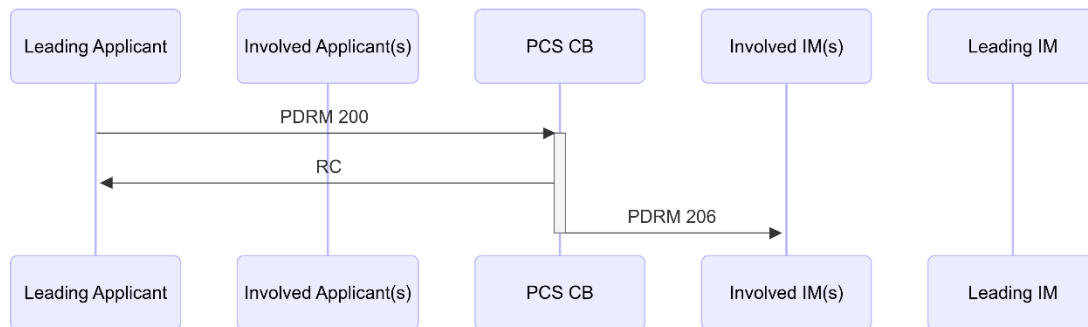 Leading Applicant
Involved Applicant(s)
PCS CB
Involved IM(s)
Leading IM
PDRM 200
RC
PDRM 206
Leading Applicant
Involved Applicant(s)
PCS CB
Involved IM(s)
Leading IM